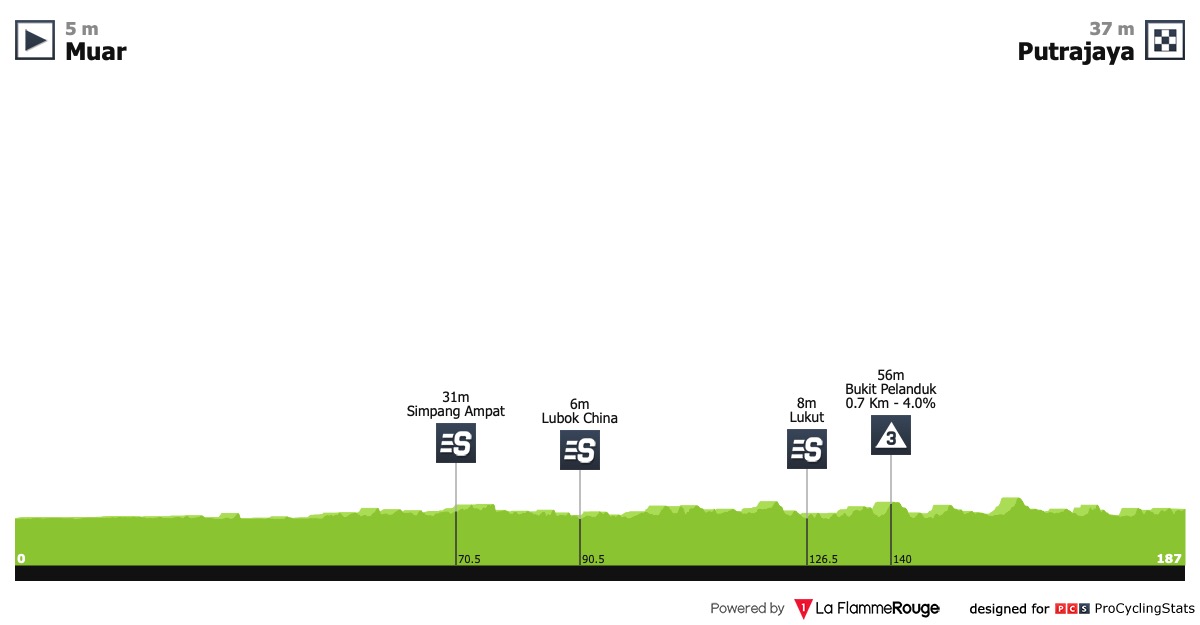 5 m
Muar
37 m
Putrajaya
56m
Bukit Pelanduk
0.7 Km - 4.0%
3
31m
Simpang Ampat
S
6m
Lubok China
S
8m
Lukut
S
0
70.5
90.5
126.5
140
187
Powered by 1 La FlammeRouge designed for PCS ProCyclingStats